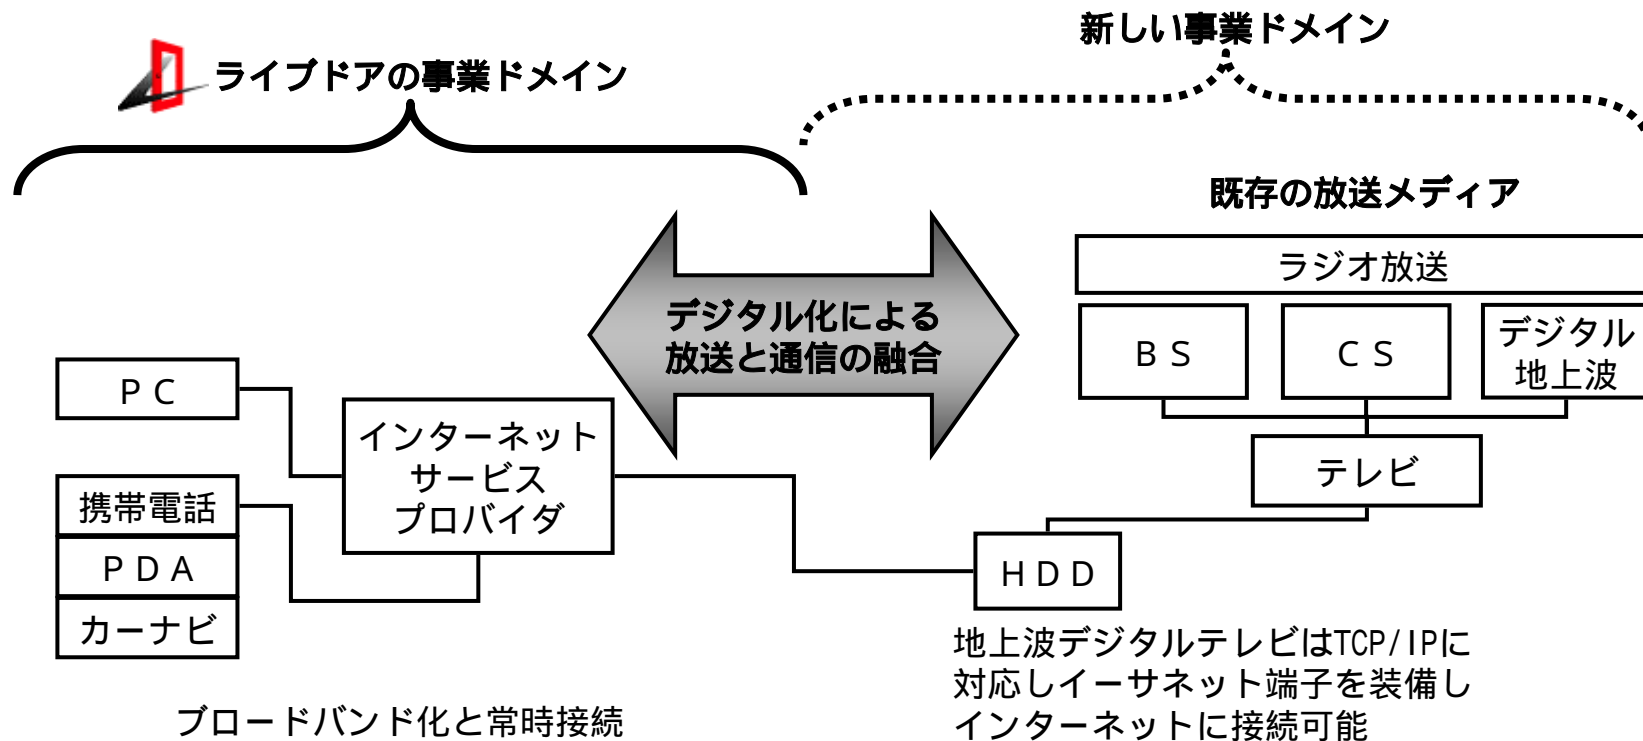 新しい事業ドメイン
ライブドアの事業ドメイン
既存の放送メディア
ラジオ放送
ＢＳ
ＣＳ
デジタル
地上波
テレビ
デジタル化による
放送と通信の融合
ＰＣ
インターネット
サービス
プロバイダ
携帯電話
ＰＤＡ
カーナビ
ＨＤＤ
地上波デジタルテレビはTCP/IPに
対応しイーサネット端子を装備し
インターネットに接続可能
ブロードバンド化と常時接続